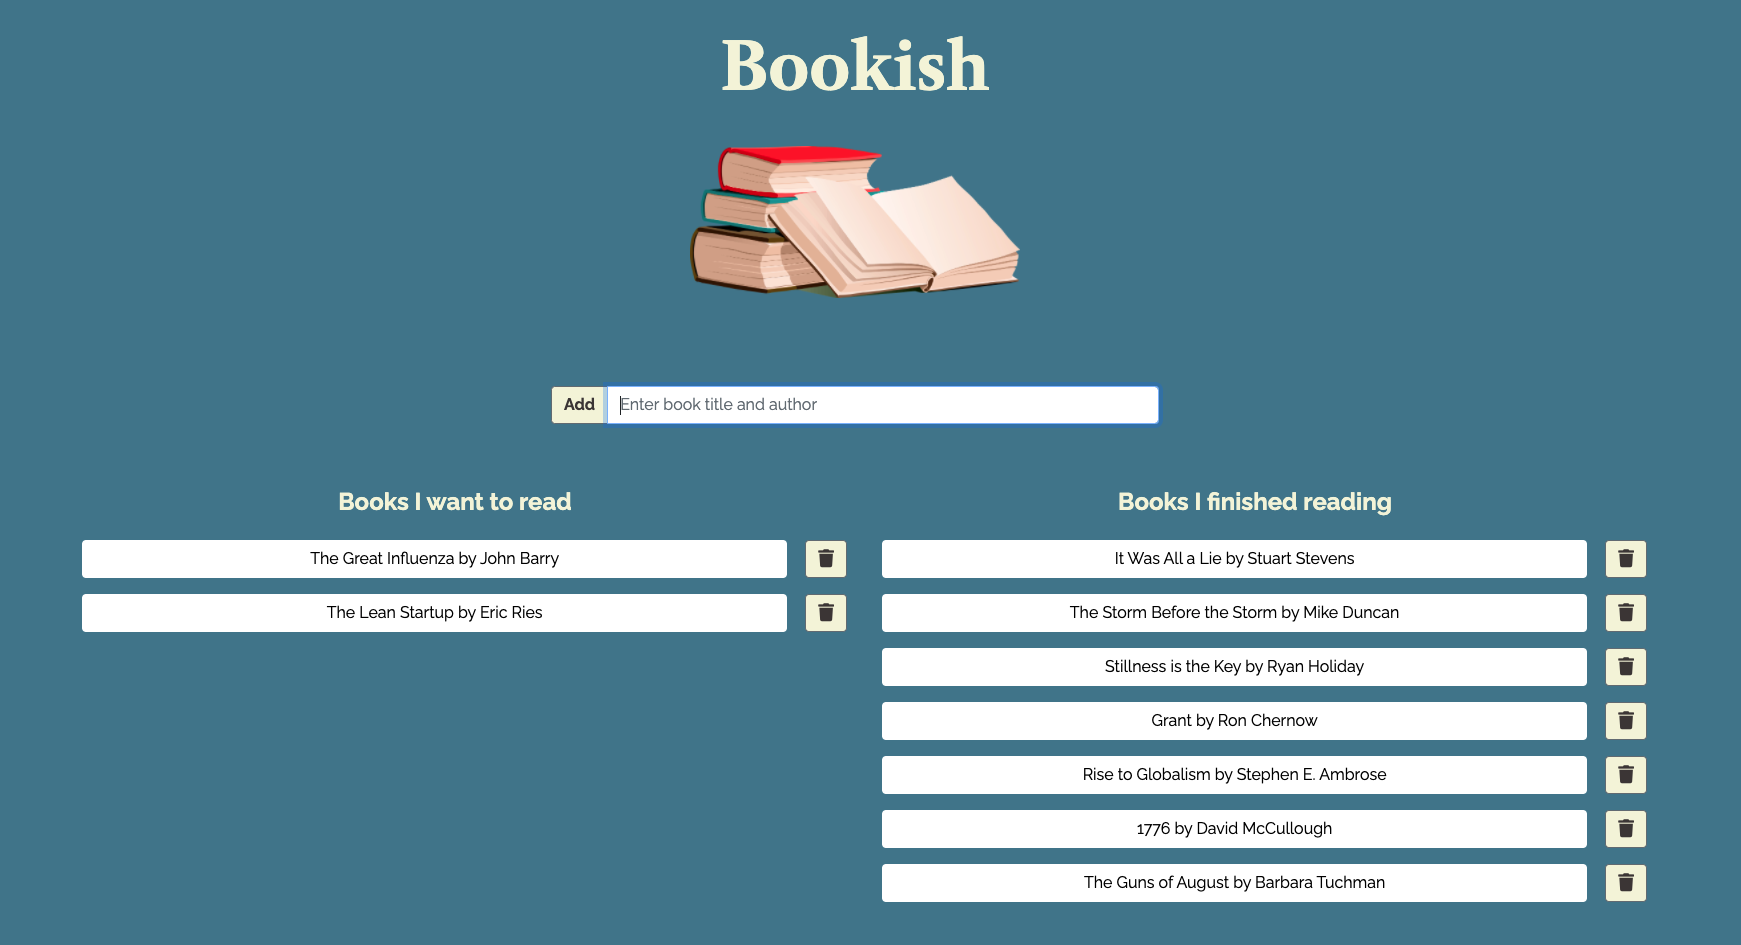 Bookish
Add
Enter book title and author
Books I want to read
The Great Influenza by John Barry
The Lean Startup by Eric Ries
Books I finished reading
It Was All a Lie by Stuart Stevens
The Storm Before the Storm by Mike Duncan
Stillness is the Key by Ryan Holiday
Grant by Ron Chernow
Rise to Globalism by Stephen E. Ambrose
1776 by David McCullough
The Guns of August by Barbara Tuchman